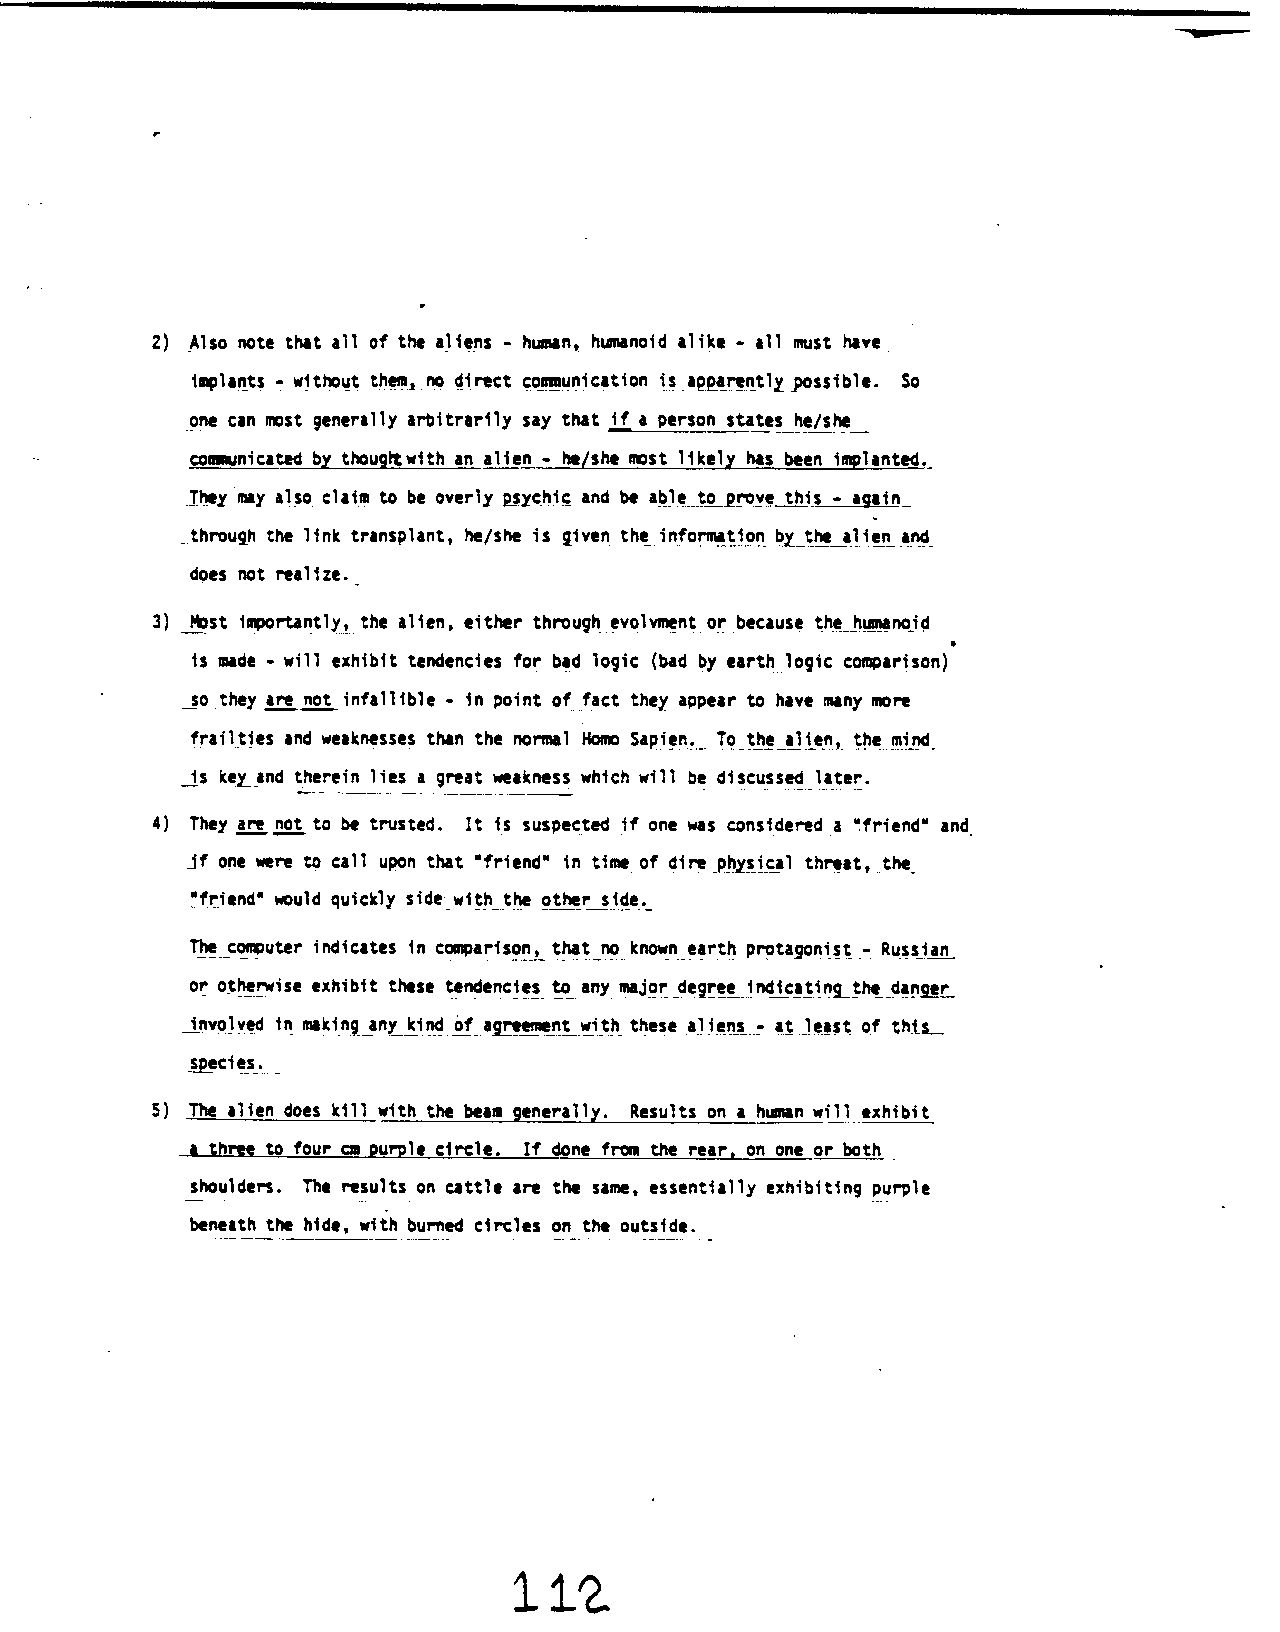 2) Also note that all of the aliens - human, humanoid alike - all must have
implants - without them, no direct communication is apparently possible. So
one can most generally arbitrarily say that if a person states he/she
communicated by thought with an alien - he/she most likely has been implanted.
They may also claim to be overly psychic and be able to prove this - again
through the link transplant, he/she is given the information by the alien and
does not realize.
3) Most importantly, the alien, either through evolvment or because the humanoid
is made - will exhibit tendencies for bad logic (bad by earth logic comparison)
so they are not infallible - in point of fact they appear to have many more
frailties and weaknesses than the normal Homo Sapien. To the alien, the mind
is key and therein lies a great weakness which will be discussed later.
4) They are not to be trusted. It is suspected if one was considered a "friend" and
if one were to call upon that "friend" in time of dire physical threat, the
"friend" would quickly side with the other side.
The computer indicates in comparison, that no known earth protagonist - Russian
or otherwise exhibit these tendencies to any major degree indicating the danger
involved in making any kind of agreement with these aliens - at least of this
species.
5) The alien does kill with the beam generally. Results on a human will exhibit
a three to four cm purple circle. If done from the rear, on one or both
shoulders. The results on cattle are the same, essentially exhibiting purple
beneath the hide, with burned circles on the outside.
112